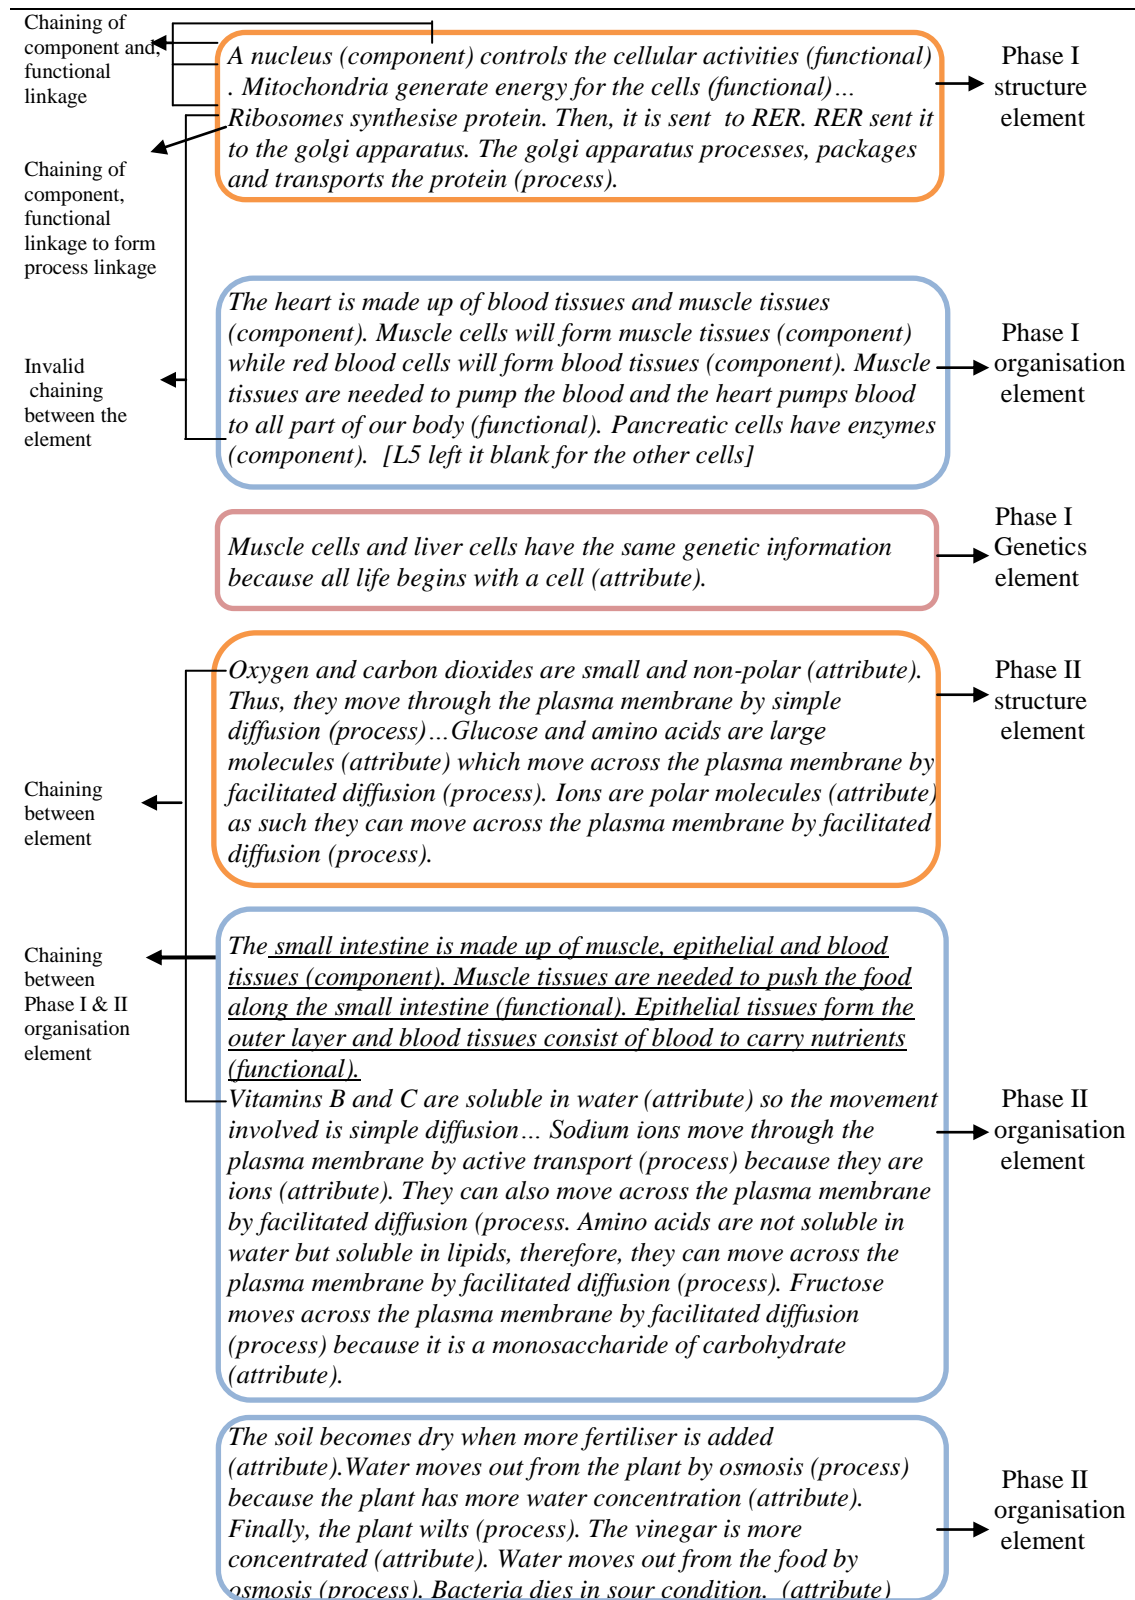 Chaining of
component and,
functional
linkage
A nucleus (component) controls the cellular activities (functional)
. Mitochondria generate energy for the cells (functional)…
Ribosomes synthesise protein. Then, it is sent to RER. RER sent it
to the golgi apparatus. The golgi apparatus processes, packages
and transports the protein (process).
Phase I
structure
element
Chaining of
component,
functional
linkage to form
process linkage
The heart is made up of blood tissues and muscle tissues
(component). Muscle cells will form muscle tissues (component)
while red blood cells will form blood tissues (component). Muscle
tissues are needed to pump the blood and the heart pumps blood
to all part of our body (functional). Pancreatic cells have enzymes
(component). [L5 left it blank for the other cells]
Phase I
organisation
element
Invalid
chaining
between the
element
Muscle cells and liver cells have the same genetic information
because all life begins with a cell (attribute).
Phase I
Genetics
element
Oxygen and carbon dioxides are small and non-polar (attribute).
Thus, they move through the plasma membrane by simple
diffusion (process)…Glucose and amino acids are large
molecules (attribute) which move across the plasma membrane by
facilitated diffusion (process). Ions are polar molecules (attribute)
as such they can move across the plasma membrane by facilitated
diffusion (process).
Phase II
structure
element
Chaining
between
element
Chaining
between
Phase I & II
organisation
element
The small intestine is made up of muscle, epithelial and blood
tissues (component). Muscle tissues are needed to push the food
along the small intestine (functional). Epithelial tissues form the
outer layer and blood tissues consist of blood to carry nutrients
(functional).
Vitamins B and C are soluble in water (attribute) so the movement
involved is simple diffusion… Sodium ions move through the
plasma membrane by active transport (process) because they are
ions (attribute). They can also move across the plasma membrane
by facilitated diffusion (process. Amino acids are not soluble in
water but soluble in lipids, therefore, they can move across the
plasma membrane by facilitated diffusion (process). Fructose
moves across the plasma membrane by facilitated diffusion
(process) because it is a monosaccharide of carbohydrate
(attribute).
Phase II
organisation
element
The soil becomes dry when more fertiliser is added
(attribute).Water moves out from the plant by osmosis (process)
because the plant has more water concentration (attribute).
Finally, the plant wilts (process). The vinegar is more
concentrated (attribute). Water moves out from the food by
osmosis (process). Bacteria dies in sour condition. (attribute)
Phase II
organisation
element